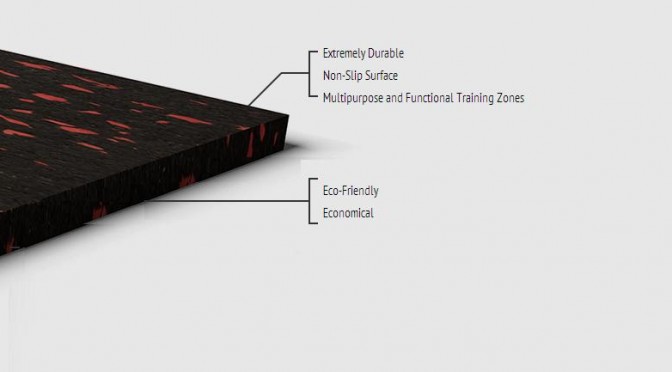 Extremely Durable
Non-Slip Surface
Multipurpose and Functional Training Zones
Eco-Friendly
Economical